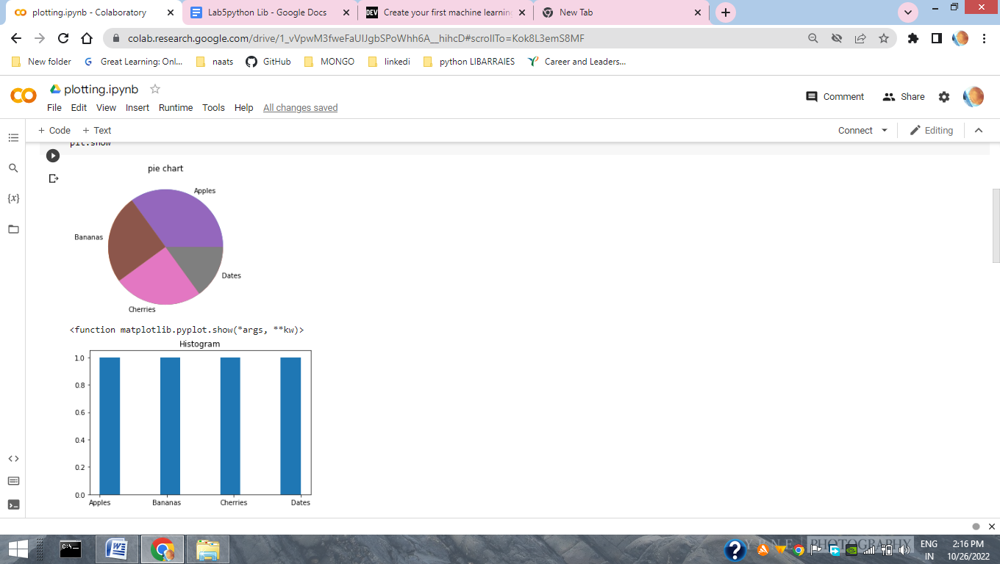 plotting.ipynb - Colaboratory
Lab5python Lib - Google Docs
DEV Create your first machine learning
New Tab
colab.research.google.com/drive/1_vVpwM3fweFaUIJgbSPoWhh6A__hihcD#scrollTo=Kok8L3emS8MF
New folder
Great Learning: Onl...
naats
GitHub
MONGO
linkedi
python LIBARRAIES
Career and Leaders...
plotting.ipynb
Comment
Share
File Edit View Insert Runtime Tools Help All changes saved
+ Code + Text
Connect
Editing
plt.show
{x}
pie chart
Apples
Bananas
Dates
Cherries
<function matplotlib.pyplot.show(*args, **kw)>
Histogram
1.0
0.8
0.6
0.4
0.2
0.0
Apples Bananas Cherries Dates
PHOTOGRAPHY
ENG
IN
2:16 PM
10/26/2022